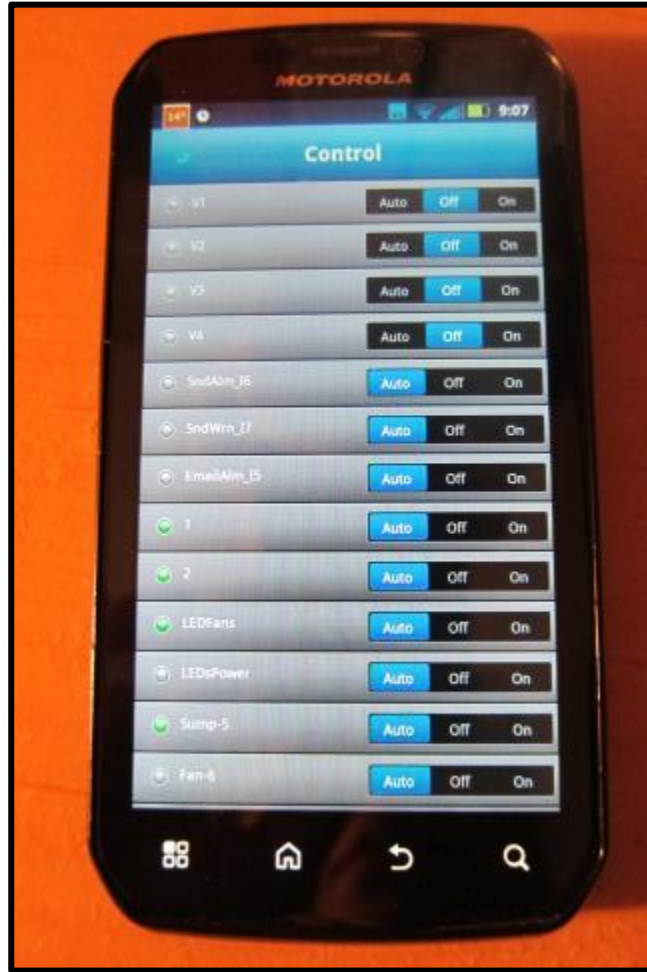 MOTOROLA
14° 9:07
Control
V1 Auto Off On
V2 Auto Off On
V3 Auto Off On
V4 Auto Off On
SndAlm_I6 Auto Off On
SndWrn_I7 Auto Off On
EmailAlm_I5 Auto Off On
1 Auto Off On
2 Auto Off On
LEDFans Auto Off On
LEDsPower Auto Off On
Sump-5 Auto Off On
Fan-6 Auto Off On